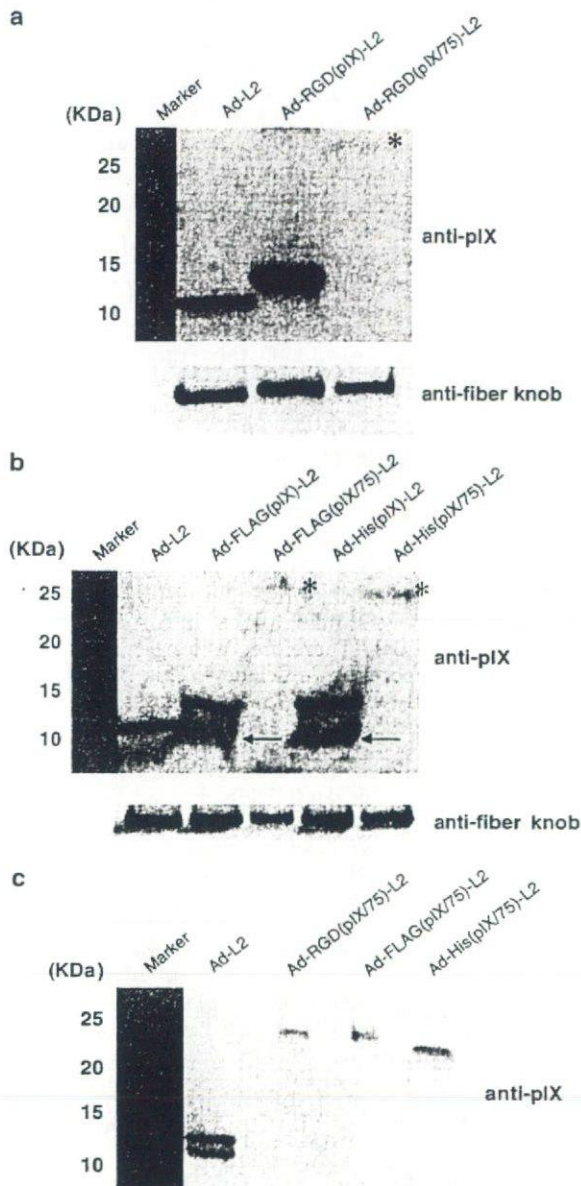 a
Marker
Ad-L2
Ad-RGD(pIX)-L2
Ad-RGD(pIX/75)-L2
(KDa)
25
20
15
10
*
anti-pIX
anti-fiber knob
b
Marker
Ad-L2
Ad-FLAG(pIX)-L2
Ad-FLAG(pIX/75)-L2
Ad-His(pIX)-L2
Ad-His(pIX/75)-L2
(KDa)
25
20
15
10
*
*
anti-pIX
anti-fiber knob
c
Marker
Ad-L2
Ad-RGD(pIX/75)-L2
Ad-FLAG(pIX/75)-L2
Ad-His(pIX/75)-L2
(KDa)
25
20
15
10
anti-pIX